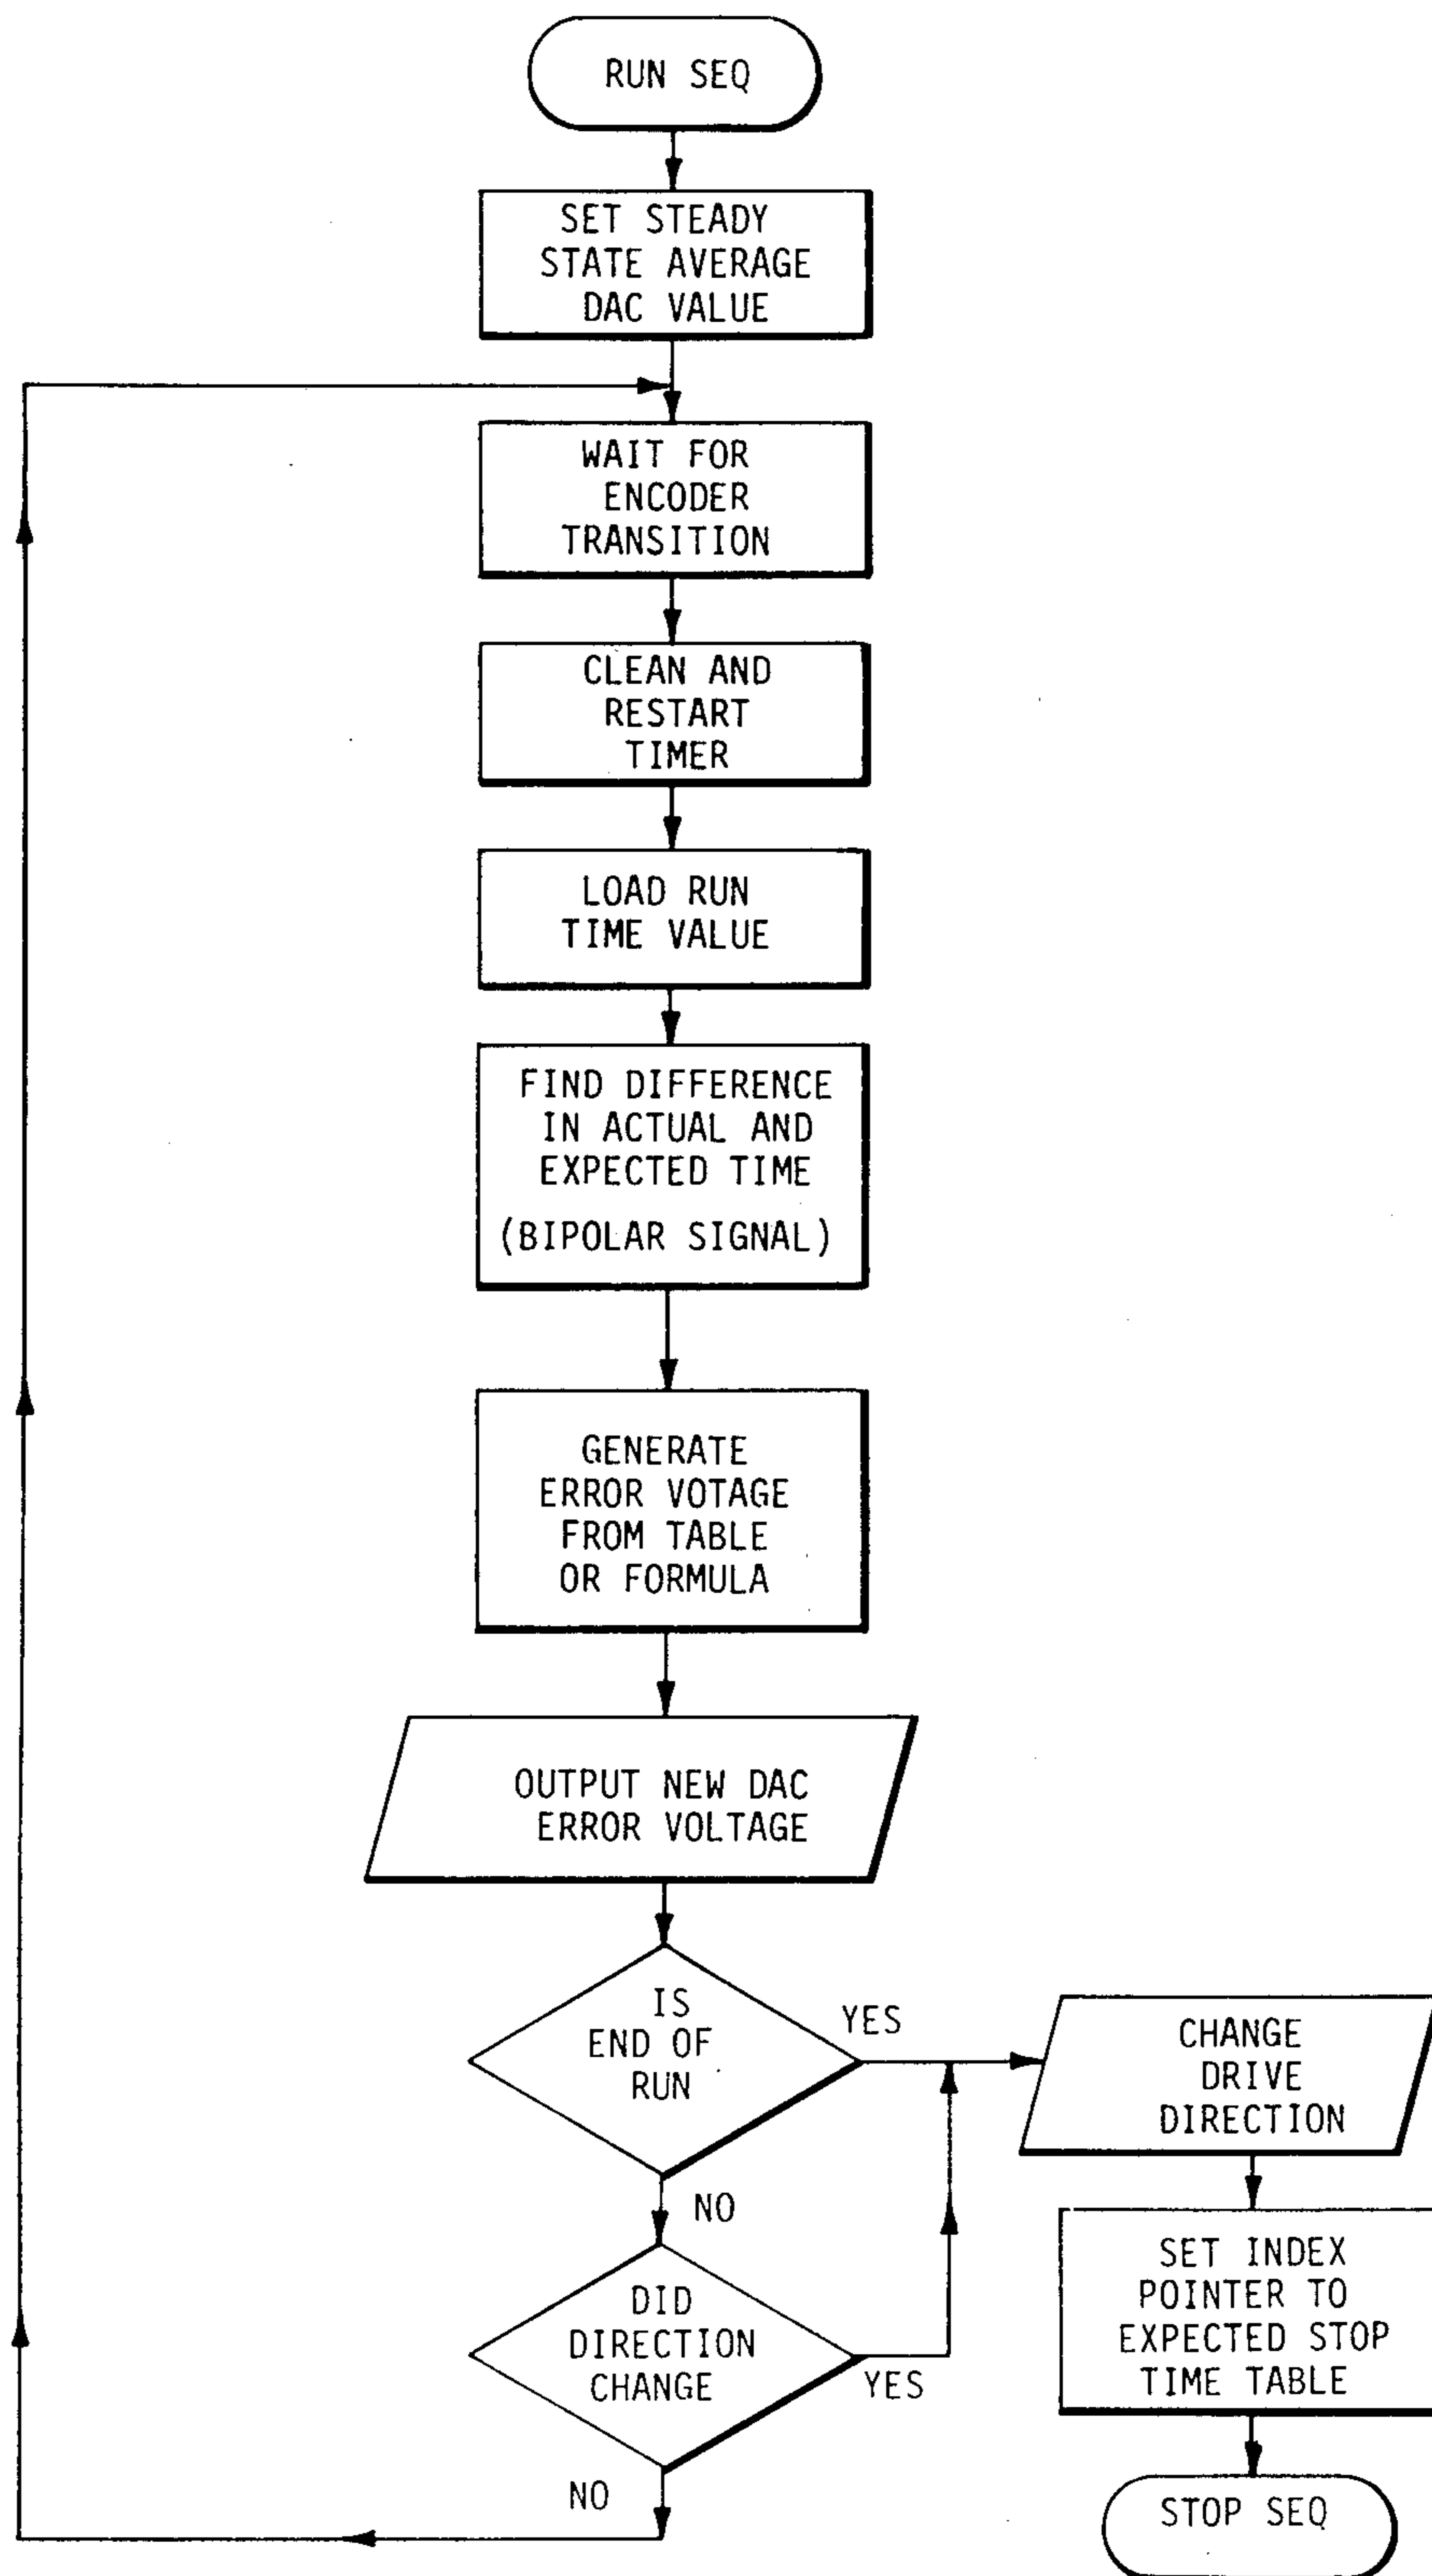 RUN SEQ
SET STEADY
STATE AVERAGE
DAC VALUE
WAIT FOR
ENCODER
TRANSITION
CLEAN AND
RESTART
TIMER
LOAD RUN
TIME VALUE
FIND DIFFERENCE
IN ACTUAL AND
EXPECTED TIME
(BIPOLAR SIGNAL)
GENERATE
ERROR VOTAGE
FROM TABLE
OR FORMULA
OUTPUT NEW DAC
ERROR VOLTAGE
IS
END OF
RUN
YES
NO
DID
DIRECTION
CHANGE
YES
NO
CHANGE
DRIVE
DIRECTION
SET INDEX
POINTER TO
EXPECTED STOP
TIME TABLE
STOP SEQ